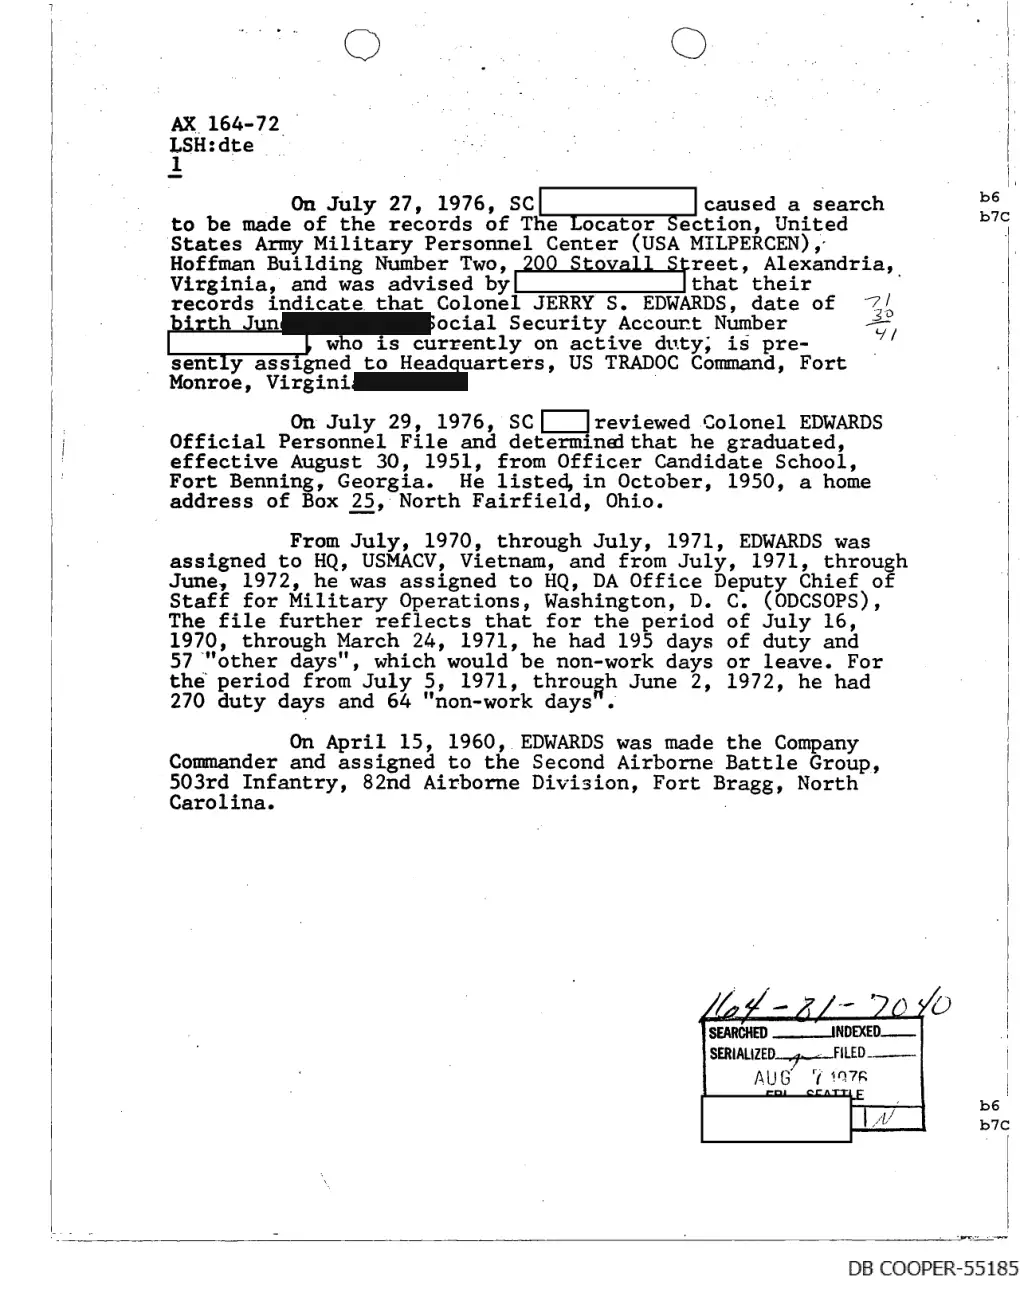 AX 164-72
LSH:dte
1
On July 27, 1976, SC caused a search
b6
to be made of the records of The Locator Section, United
b7C
States Army Military Personnel Center (USA MILPERCEN),
Hoffman Building Number Two, 200 Stovall Street, Alexandria,
Virginia, and was advised by that their
records indicate that Colonel JERRY S. EDWARDS, date of
71
birth Jun Social Security Account Number
30
, who is currently on active duty, is pre-
41
sently assigned to Headquarters, US TRADOC Command, Fort
Monroe, Virgini
On July 29, 1976, SC reviewed Colonel EDWARDS
Official Personnel File and determined that he graduated,
effective August 30, 1951, from Officer Candidate School,
Fort Benning, Georgia. He listed, in October, 1950, a home
address of Box 25, North Fairfield, Ohio.
From July, 1970, through July, 1971, EDWARDS was
assigned to HQ, USMACV, Vietnam, and from July, 1971, through
June, 1972, he was assigned to HQ, DA Office Deputy Chief of
Staff for Military Operations, Washington, D. C. (ODCSOPS),
The file further reflects that for the period of July 16,
1970, through March 24, 1971, he had 195 days of duty and
57 "other days", which would be non-work days or leave. For
the period from July 5, 1971, through June 2, 1972, he had
270 duty days and 64 "non-work days".
On April 15, 1960, EDWARDS was made the Company
Commander and assigned to the Second Airborne Battle Group,
503rd Infantry, 82nd Airborne Division, Fort Bragg, North
Carolina.
164-81-7040
SEARCHED INDEXED
SERIALIZED FILED
AUG 7 1976
FBI SEATTLE
b6
b7C
DB COOPER-55185